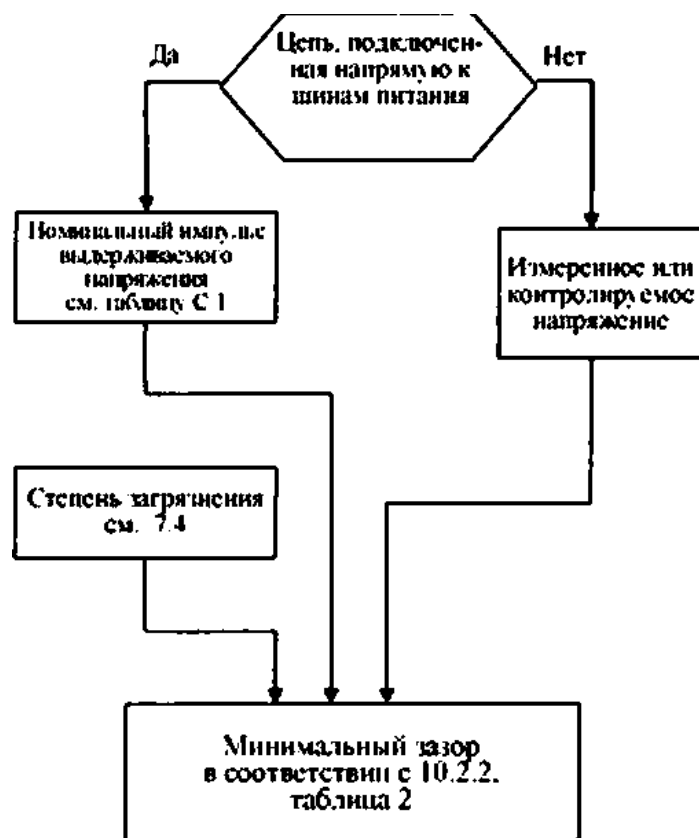 Цепь, подключен-
ная напрямую к
шинам питания
Да
Нет
Номинальный импульс
выдерживаемого
напряжения
см. таблицу С 1
Измеренное или
контролируемое
напряжение
Степень загрязнения
см. 7.4
Минимальный зазор
в соответствии с 10.2.2,
таблица 2